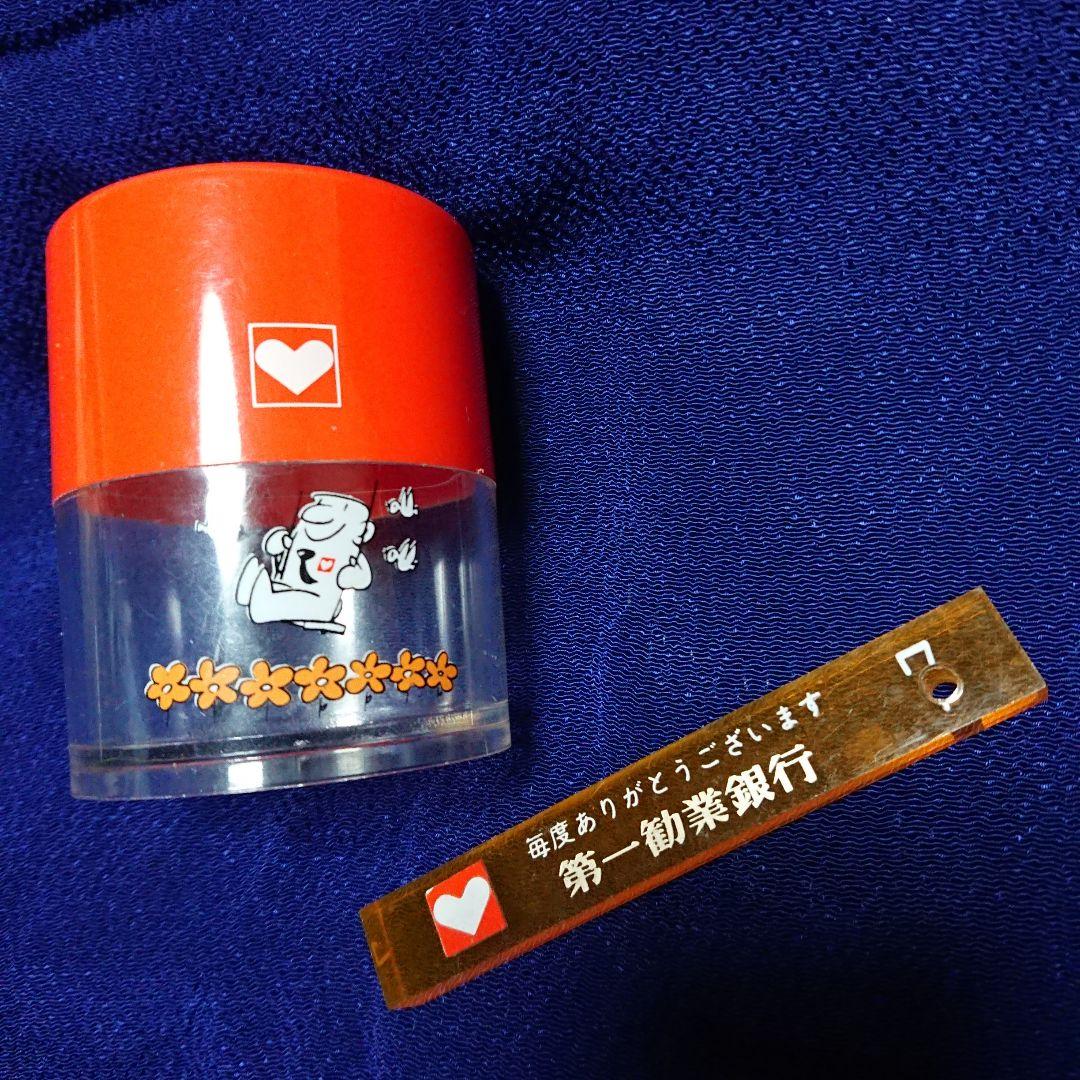 毎度ありがとうございます
第一勧業銀行